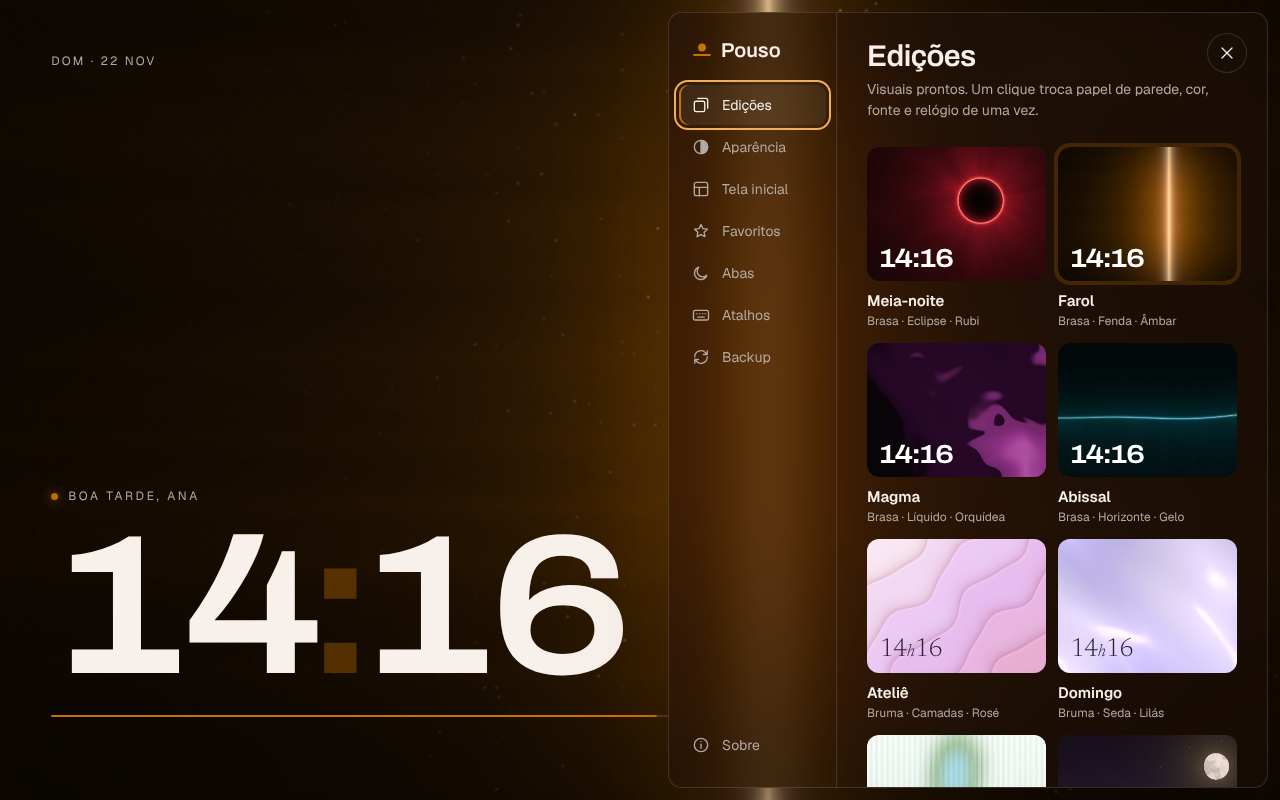 DOM · 22 NOV
BOA TARDE, ANA
14:16
Pouso
Edições
Aparência
Tela inicial
Favoritos
Abas
Atalhos
Backup
Sobre
Edições
Visuais prontos. Um clique troca papel de parede, cor,
fonte e relógio de uma vez.
14:16
Meia-noite
Brasa · Eclipse · Rubi
14:16
Farol
Brasa · Fenda · Âmbar
14:16
Magma
Brasa · Líquido · Orquídea
14:16
Abissal
Brasa · Horizonte · Gelo
14h16
Ateliê
Bruma · Camadas · Rosé
14h16
Domingo
Bruma · Seda · Lilás